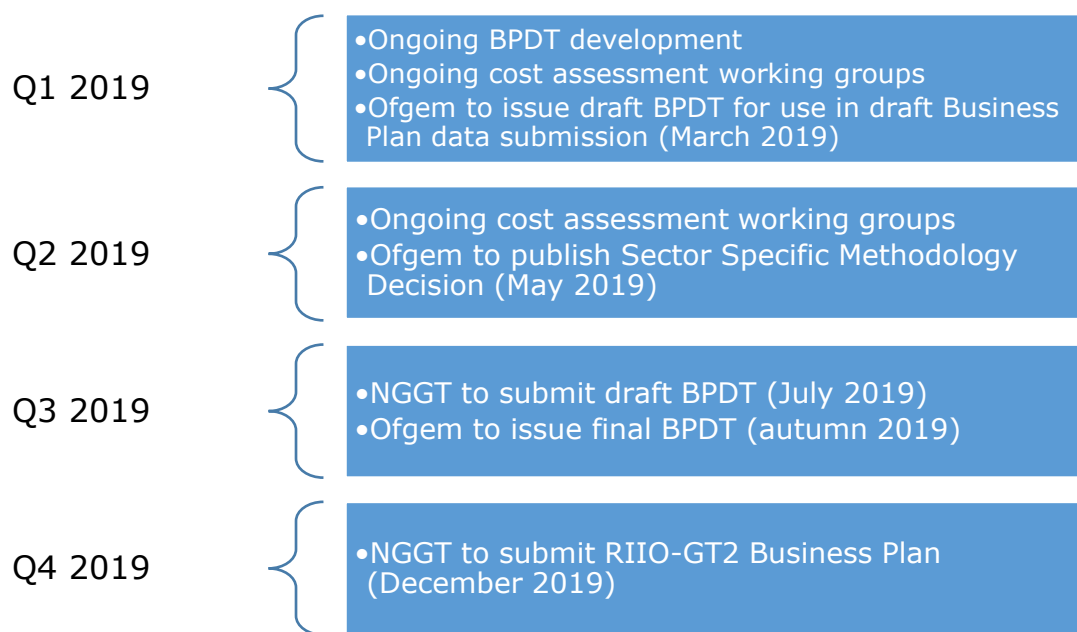 Q1 2019
•Ongoing BPDT development
•Ongoing cost assessment working groups
•Ofgem to issue draft BPDT for use in draft Business
Plan data submission (March 2019)
Q2 2019
•Ongoing cost assessment working groups
•Ofgem to publish Sector Specific Methodology
Decision (May 2019)
Q3 2019
•NGGT to submit draft BPDT (July 2019)
•Ofgem to issue final BPDT (autumn 2019)
Q4 2019
•NGGT to submit RIIO-GT2 Business Plan
(December 2019)